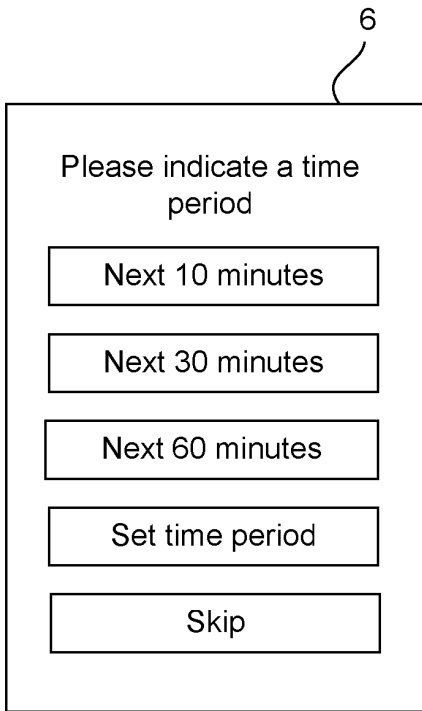 6
Please indicate a time
period
Next 10 minutes
Next 30 minutes
Next 60 minutes
Set time period
Skip